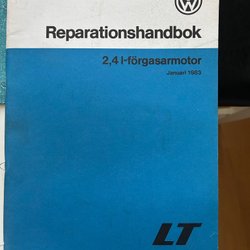 Reparationshandbok
2,4 l-förgasarmotor
Januari 1983
LT